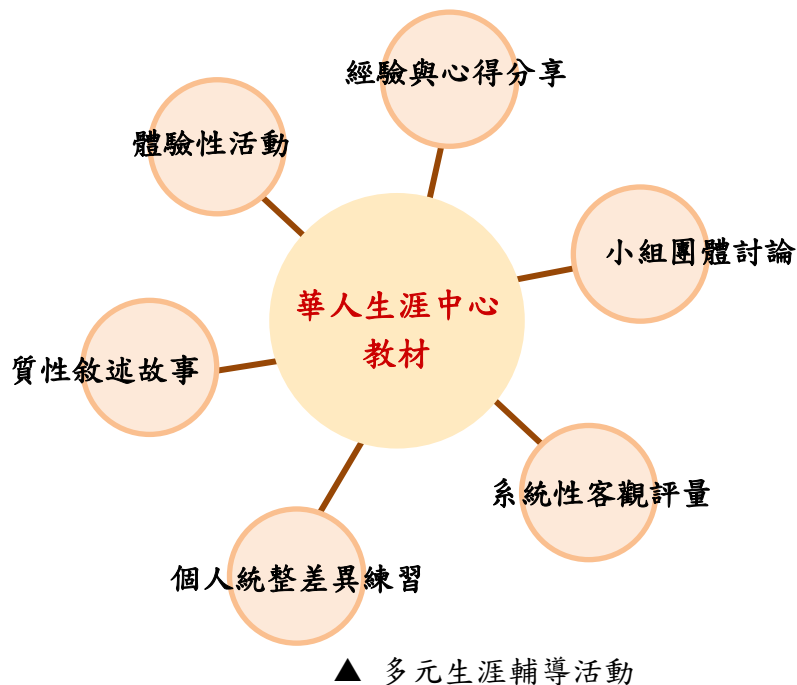 經驗與心得分享
體驗性活動
小組團體討論
華人生涯中心
教材
質性敘述故事
系統性客觀評量
個人統整差異練習
▲ 多元生涯輔導活動